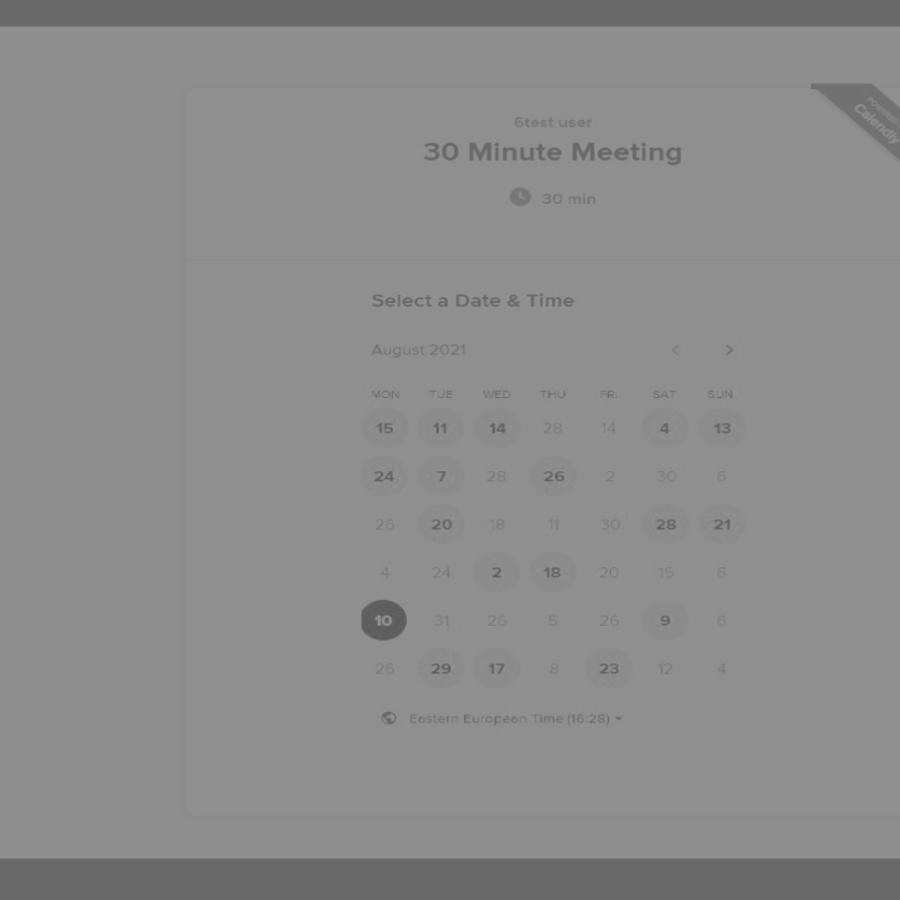 6test user
30 Minute Meeting
30 min
POWERED
Calendly
Select a Date & Time
August 2021
MON TUE WED THU FRI SAT SUN
15 11 14 28 14 4 13
24 7 28 26 2 30 6
26 20 18 11 30 28 21
4 24 2 18 20 15 6
10 31 26 5 26 9 6
26 29 17 8 23 12 4
Eastern European Time (16:28)